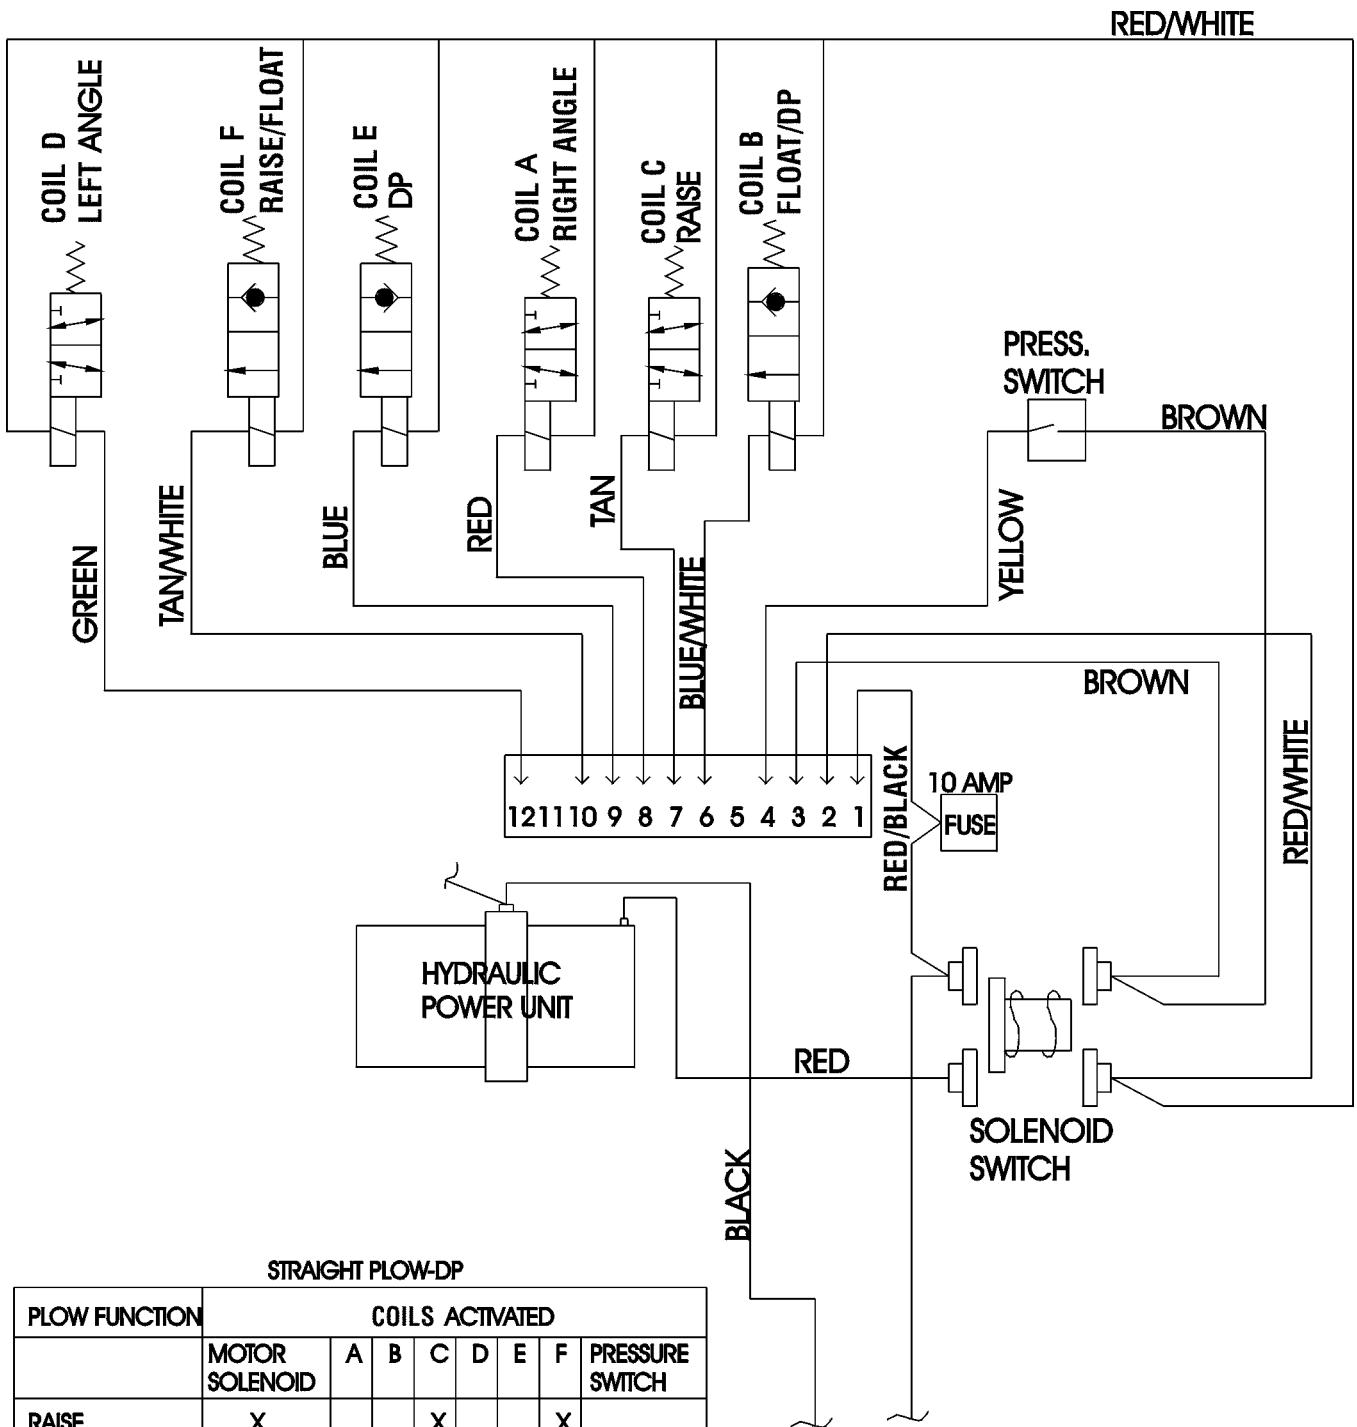 RED/WHITE
COIL D
LEFT ANGLE
COIL F
RAISE/FLOAT
COIL E
DP
COIL A
RIGHT ANGLE
COIL C
RAISE
COIL B
FLOAT/DP
PRESS.
SWITCH
BROWN
GREEN
TAN/WHITE
BLUE
RED
TAN
BLUE/WHITE
YELLOW
BROWN
RED/WHITE
RED/BLACK
10 AMP
FUSE
12 11 10 9 8 7 6 5 4 3 2 1
HYDRAULIC
POWER UNIT
RED
SOLENOID
SWITCH
BLACK
STRAIGHT PLOW-DP
PLOW FUNCTION COILS ACTIVATED
MOTOR SOLENOID A B C D E F PRESSURE SWITCH
RAISE X X X